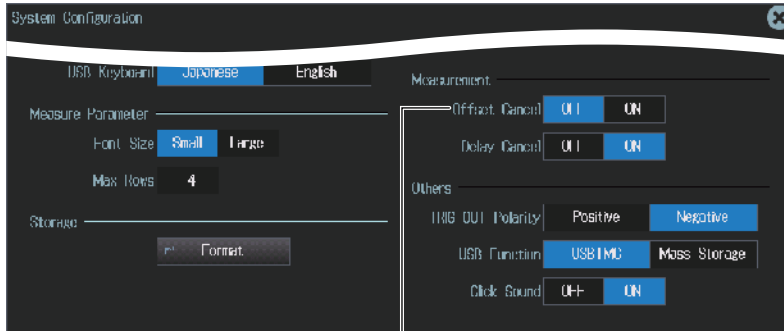 System Configuration
USB Keyboard Japanese English
Measure Parameter
Font Size Small Large
Max Rows 4
Storage
Format
Measurement
Offset Cancel OFF ON
Delay Cancel OFF ON
Others
TRIG OUT Polarity Positive Negative
USB Function USBTMC Mass Storage
Click Sound OFF ON